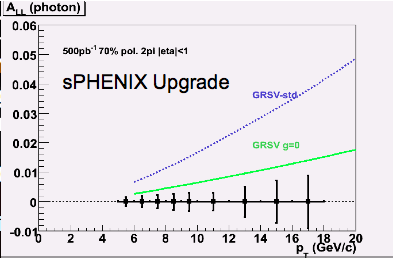 A_LL (photon)
0.06
500pb⁻¹ 70% pol. 2pi |eta|<1
0.05
sPHENIX Upgrade
0.04
GRSV-std
0.03
0.02
GRSV g=0
0.01
0
-0.01
0 2 4 6 8 10 12 14 16 18 20
p_T (GeV/c)